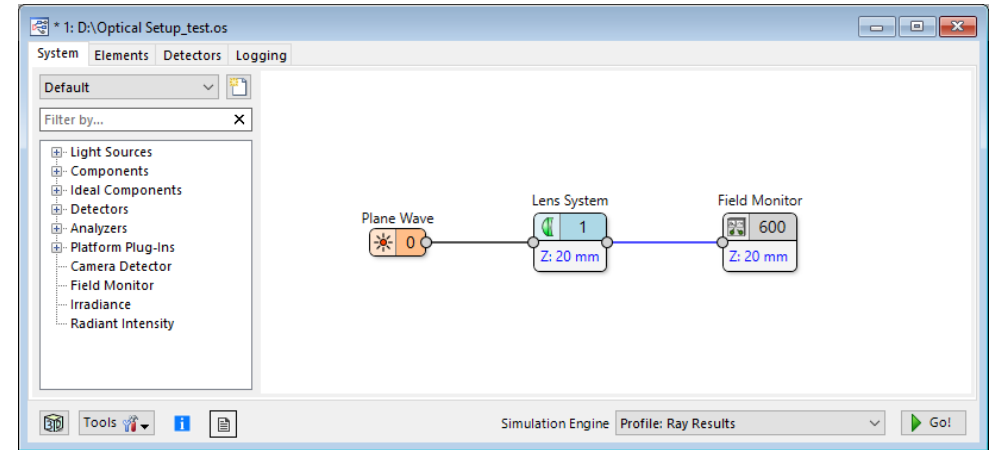 * 1: D:\Optical Setup_test.os
System Elements Detectors Logging
Default
Filter by...
Light Sources
Components
Ideal Components
Detectors
Analyzers
Platform Plug-Ins
Camera Detector
Field Monitor
Irradiance
Radiant Intensity
Plane Wave
0
Lens System
1
Z: 20 mm
Field Monitor
600
Z: 20 mm
3D Tools i Simulation Engine Profile: Ray Results Go!